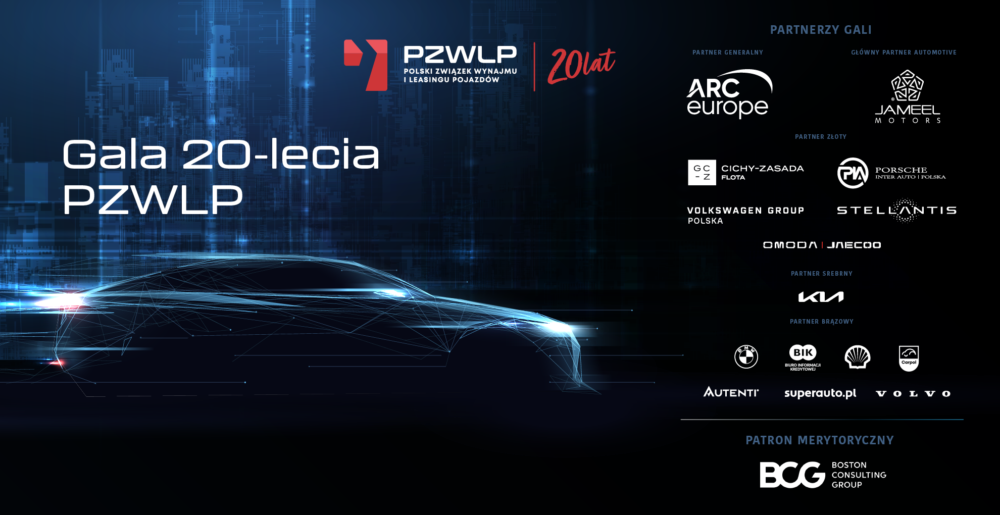 PZWLP
POLSKI ZWIĄZEK WYNAJMU
I LEASINGU POJAZDÓW
20lat
Gala 20-lecia
PZWLP
PARTNERZY GALI
PARTNER GENERALNY
GŁÓWNY PARTNER AUTOMOTIVE
ARC
europe
JAMEEL
MOTORS
PARTNER ZŁOTY
GC
-Z
CICHY-ZASADA
FLOTA
PIA
PORSCHE
INTER AUTO | POLSKA
VOLKSWAGEN GROUP
POLSKA
STELLANTIS
OMODA | JAECOO
PARTNER SREBRNY
KIA
PARTNER BRĄZOWY
BMW
BIK
BIURO INFORMACJI
KREDYTOWEJ
Carpol
AUTENTI
superauto.pl
VOLVO
PATRON MERYTORYCZNY
BCG
BOSTON
CONSULTING
GROUP